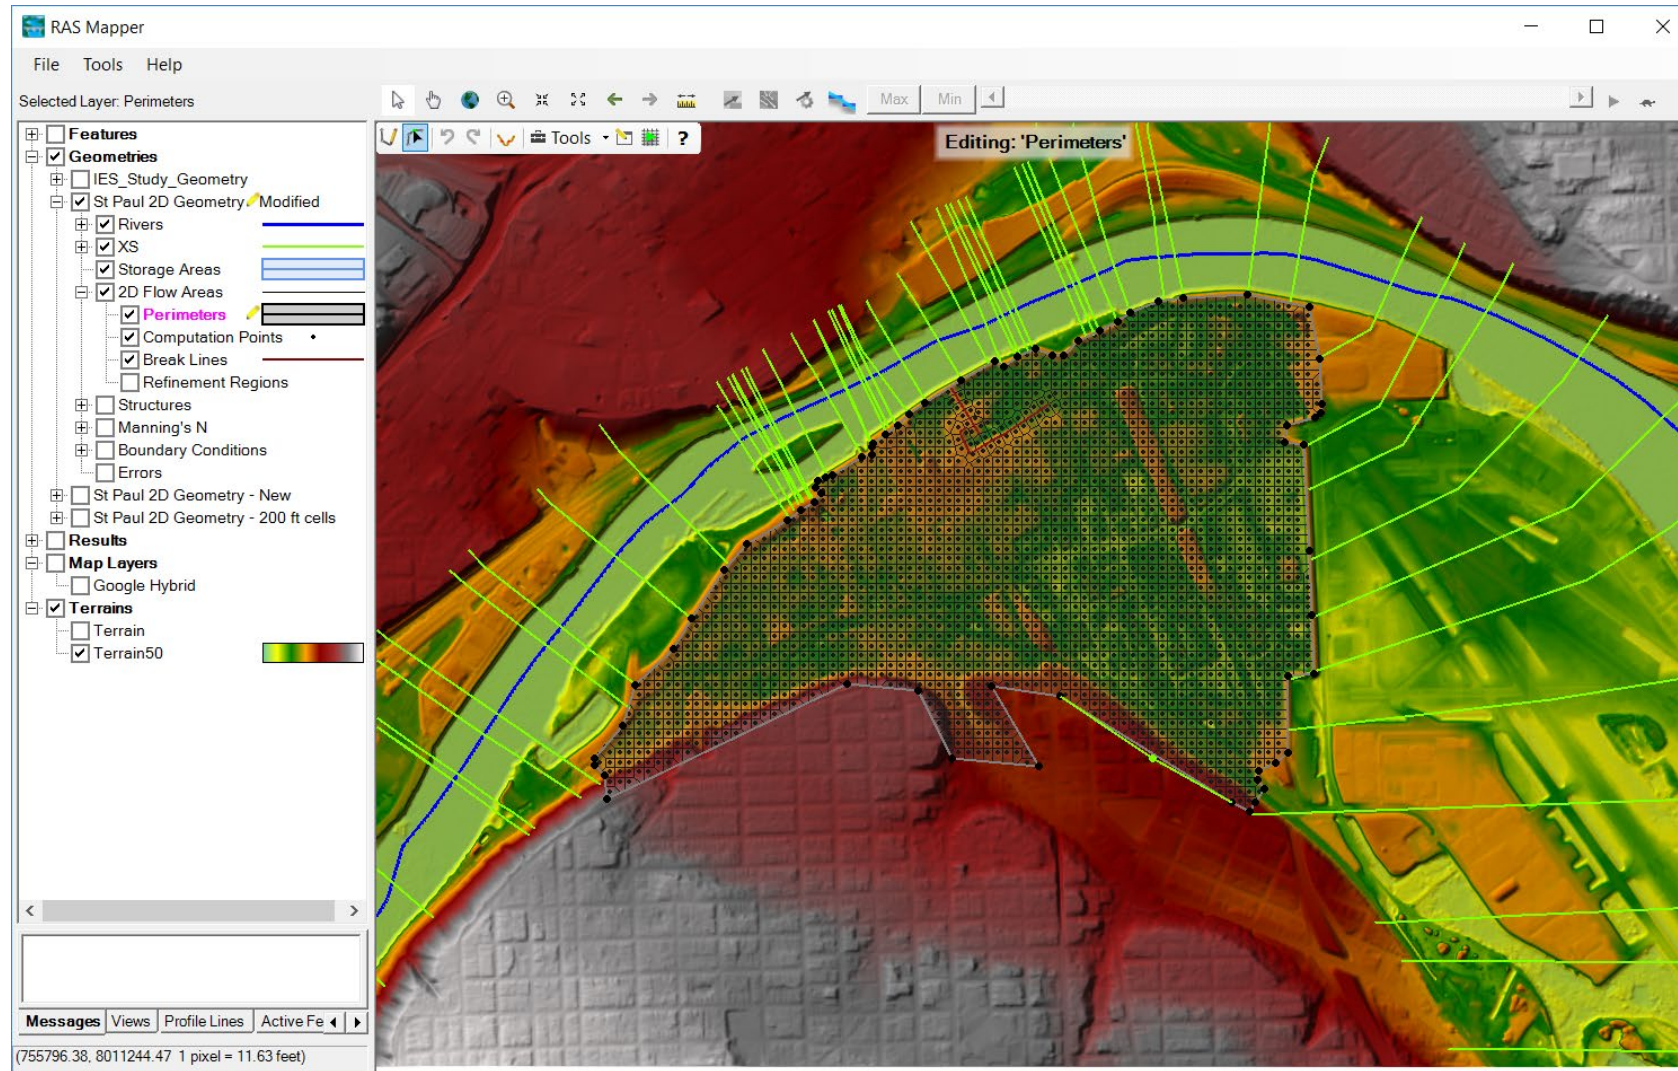 RAS Mapper
File Tools Help
Selected Layer: Perimeters
Max Min
Tools ?
Editing: 'Perimeters'
Features
Geometries
IES_Study_Geometry
St Paul 2D Geometry Modified
Rivers
XS
Storage Areas
2D Flow Areas
Perimeters
Computation Points
Break Lines
Refinement Regions
Structures
Manning's N
Boundary Conditions
Errors
St Paul 2D Geometry - New
St Paul 2D Geometry - 200 ft cells
Results
Map Layers
Google Hybrid
Terrains
Terrain
Terrain50
Messages Views Profile Lines Active Fe
(755796.38, 8011244.47 1 pixel = 11.63 feet)